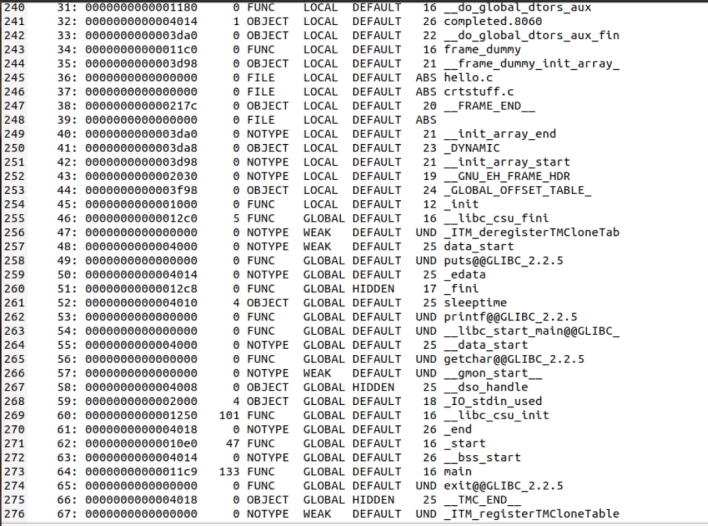 240 31: 0000000000001180 0 FUNC LOCAL DEFAULT 16 __do_global_dtors_aux
241 32: 0000000000004014 1 OBJECT LOCAL DEFAULT 26 completed.8060
242 33: 0000000000003da0 0 OBJECT LOCAL DEFAULT 22 __do_global_dtors_aux_fin
243 34: 00000000000011c0 0 FUNC LOCAL DEFAULT 16 frame_dummy
244 35: 0000000000003d98 0 OBJECT LOCAL DEFAULT 21 __frame_dummy_init_array_
245 36: 0000000000000000 0 FILE LOCAL DEFAULT ABS hello.c
246 37: 0000000000000000 0 FILE LOCAL DEFAULT ABS crtstuff.c
247 38: 000000000000217c 0 OBJECT LOCAL DEFAULT 20 __FRAME_END__
248 39: 0000000000000000 0 FILE LOCAL DEFAULT ABS
249 40: 0000000000003da0 0 NOTYPE LOCAL DEFAULT 21 __init_array_end
250 41: 0000000000003da8 0 OBJECT LOCAL DEFAULT 23 _DYNAMIC
251 42: 0000000000003d98 0 NOTYPE LOCAL DEFAULT 21 __init_array_start
252 43: 0000000000002030 0 NOTYPE LOCAL DEFAULT 19 __GNU_EH_FRAME_HDR
253 44: 0000000000003f98 0 OBJECT LOCAL DEFAULT 24 _GLOBAL_OFFSET_TABLE_
254 45: 0000000000001000 0 FUNC LOCAL DEFAULT 12 _init
255 46: 00000000000012c0 5 FUNC GLOBAL DEFAULT 16 __libc_csu_fini
256 47: 0000000000000000 0 NOTYPE WEAK DEFAULT UND _ITM_deregisterTMCloneTab
257 48: 0000000000004000 0 NOTYPE WEAK DEFAULT 25 data_start
258 49: 0000000000000000 0 FUNC GLOBAL DEFAULT UND puts@@GLIBC_2.2.5
259 50: 0000000000004014 0 NOTYPE GLOBAL DEFAULT 25 _edata
260 51: 00000000000012c8 0 FUNC GLOBAL HIDDEN 17 _fini
261 52: 0000000000004010 4 OBJECT GLOBAL DEFAULT 25 sleeptime
262 53: 0000000000000000 0 FUNC GLOBAL DEFAULT UND printf@@GLIBC_2.2.5
263 54: 0000000000000000 0 FUNC GLOBAL DEFAULT UND __libc_start_main@@GLIBC_
264 55: 0000000000004000 0 NOTYPE GLOBAL DEFAULT 25 __data_start
265 56: 0000000000000000 0 FUNC GLOBAL DEFAULT UND getchar@@GLIBC_2.2.5
266 57: 0000000000000000 0 NOTYPE WEAK DEFAULT UND __gmon_start__
267 58: 0000000000004008 0 OBJECT GLOBAL HIDDEN 25 __dso_handle
268 59: 0000000000002000 4 OBJECT GLOBAL DEFAULT 18 _IO_stdin_used
269 60: 0000000000001250 101 FUNC GLOBAL DEFAULT 16 __libc_csu_init
270 61: 0000000000004018 0 NOTYPE GLOBAL DEFAULT 26 _end
271 62: 00000000000010e0 47 FUNC GLOBAL DEFAULT 16 _start
272 63: 0000000000004014 0 NOTYPE GLOBAL DEFAULT 26 __bss_start
273 64: 00000000000011c9 133 FUNC GLOBAL DEFAULT 16 main
274 65: 0000000000000000 0 FUNC GLOBAL DEFAULT UND exit@@GLIBC_2.2.5
275 66: 0000000000004018 0 OBJECT GLOBAL HIDDEN 25 __TMC_END__
276 67: 0000000000000000 0 NOTYPE WEAK DEFAULT UND _ITM_registerTMCloneTable